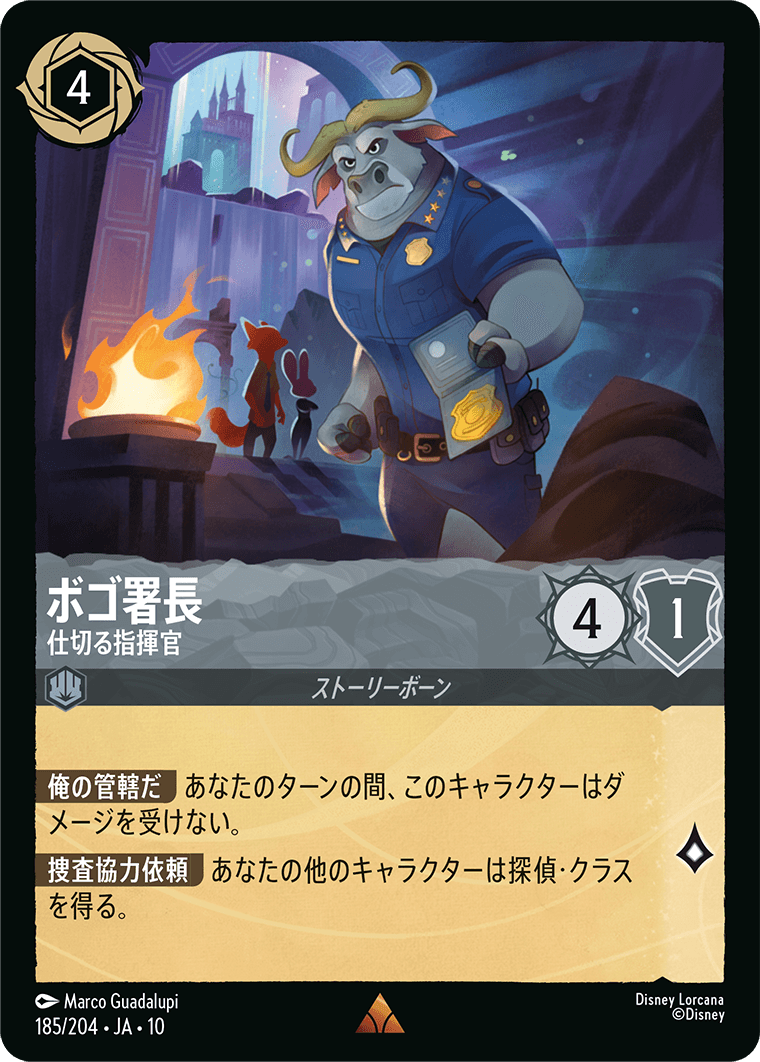 4
ボゴ署長
仕切る指揮官
4
1
ストーリーボーン
俺の管轄だ あなたのターンの間、このキャラクターはダ
メージを受けない。
捜査協力依頼 あなたの他のキャラクターは探偵・クラス
を得る。
Marco Guadalupi
185/204・JA・10
Disney Lorcana
©Disney